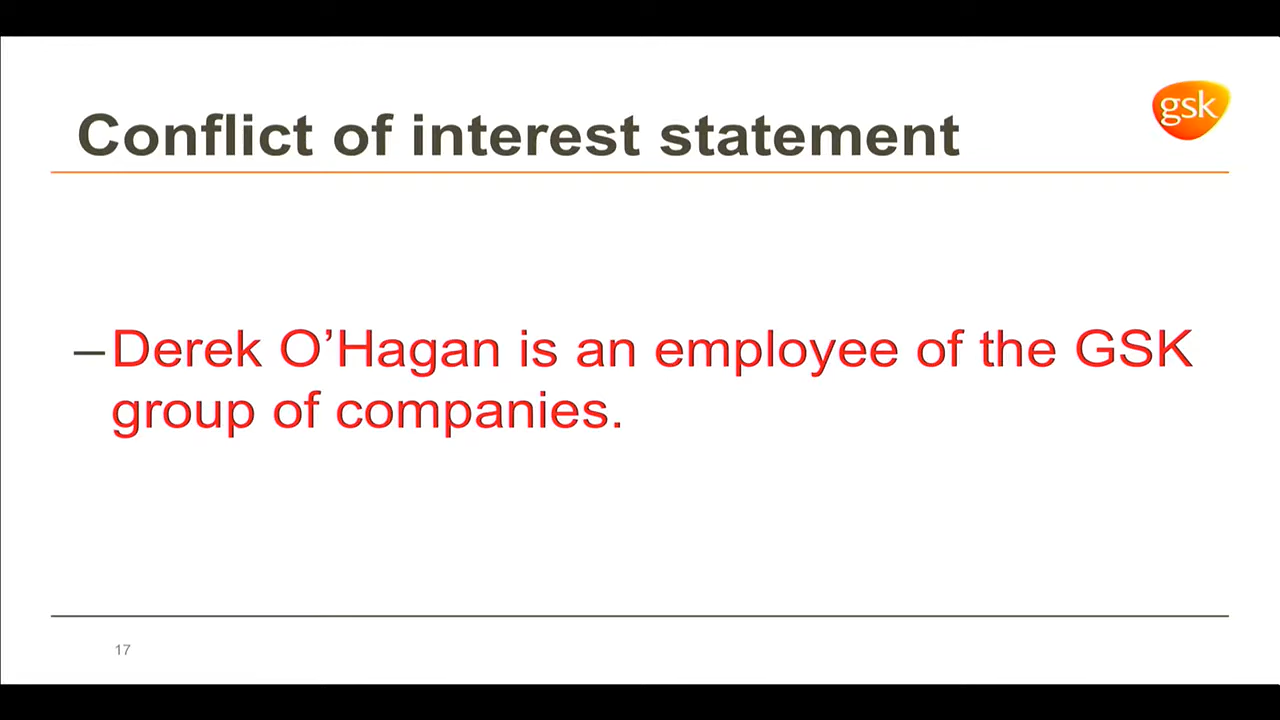 gsk
Conflict of interest statement
–Derek O’Hagan is an employee of the GSK
group of companies.
17